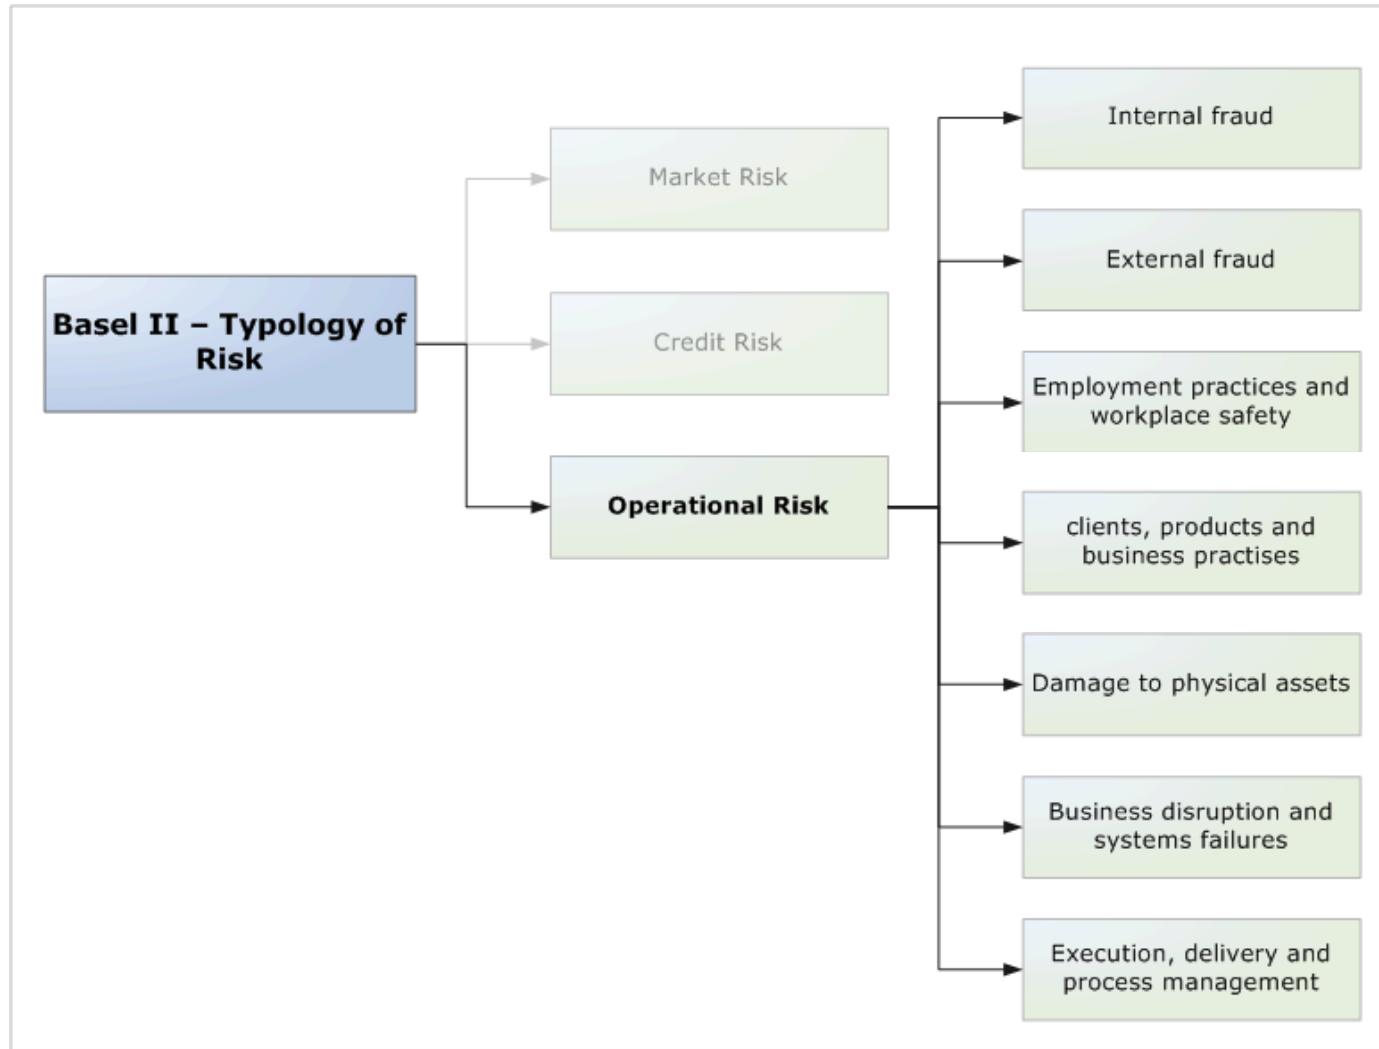 Basel II – Typology of
Risk
Market Risk
Credit Risk
Operational Risk
Internal fraud
External fraud
Employment practices and
workplace safety
clients, products and
business practises
Damage to physical assets
Business disruption and
systems failures
Execution, delivery and
process management